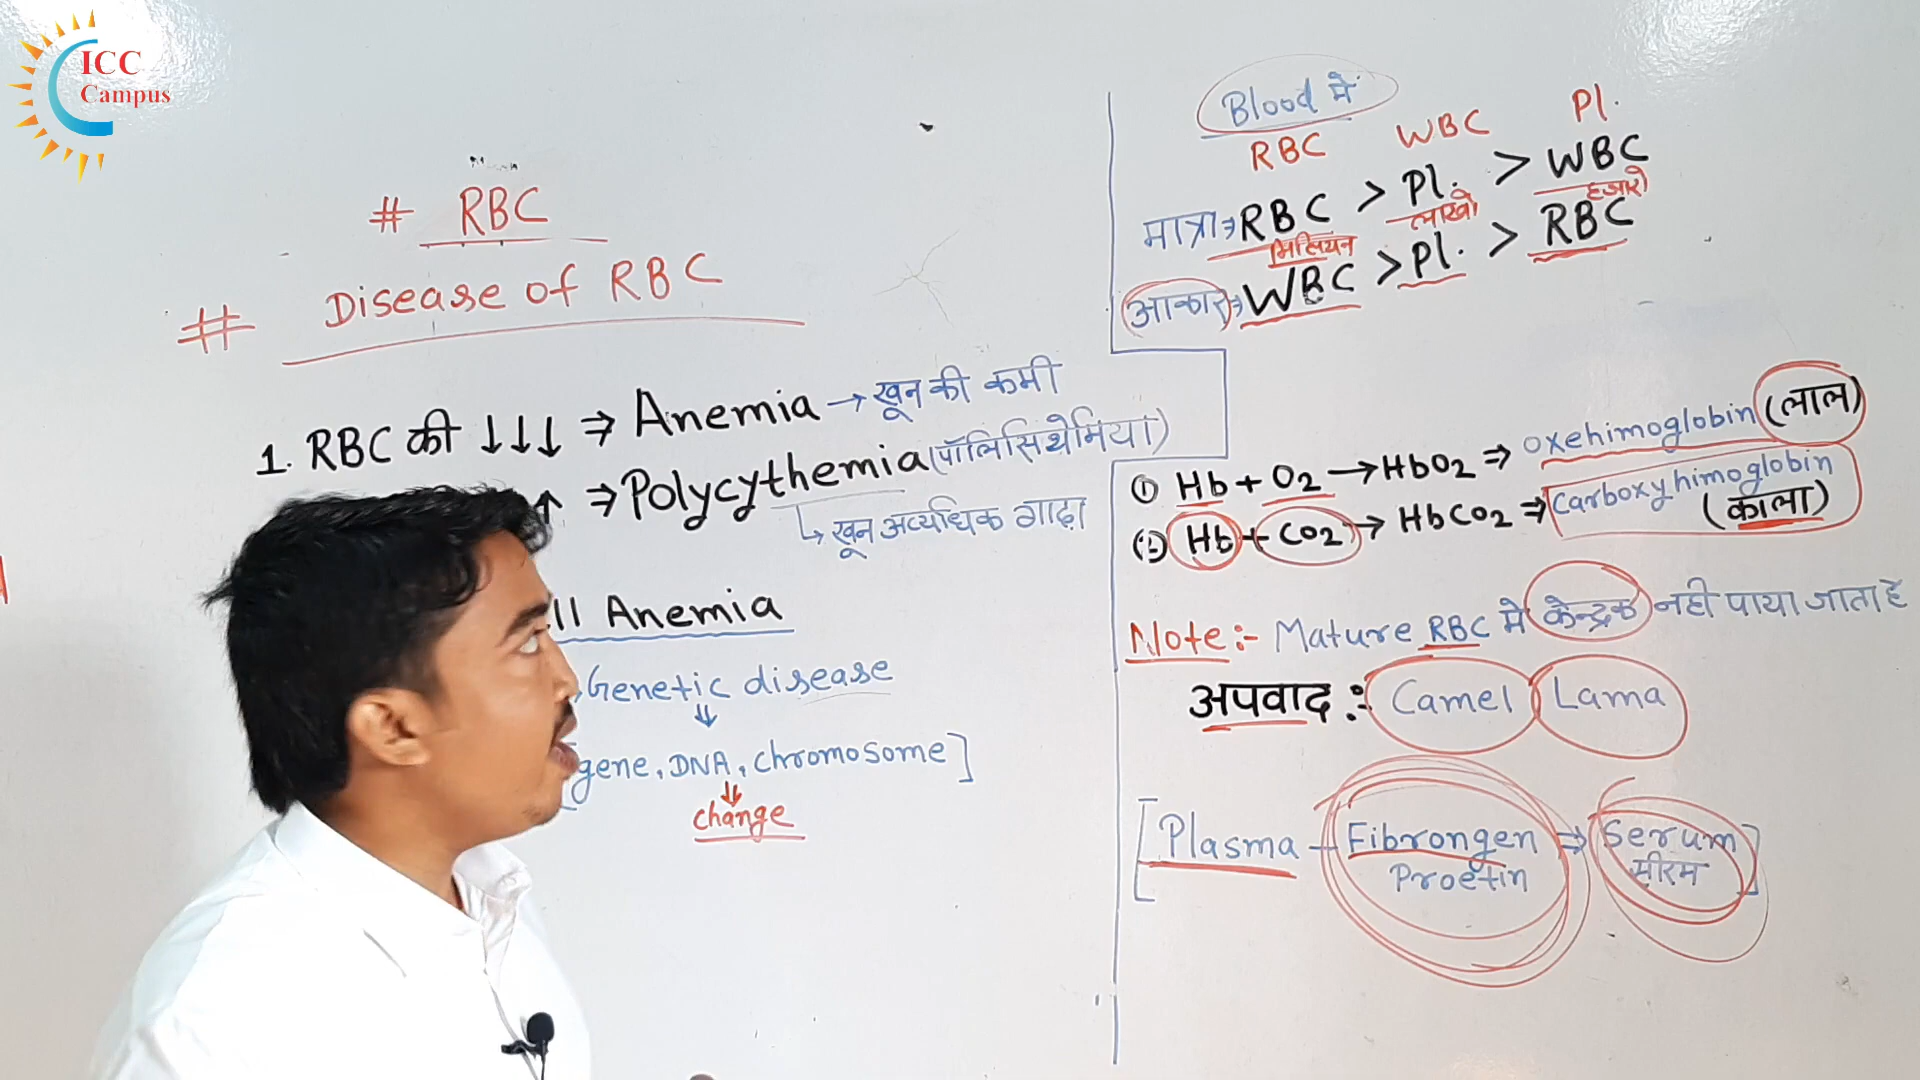 ICC
Campus
# RBC
# Disease of RBC
1. RBC की ↓↓↓ ⇒ Anemia → खून की कमी
↑ ⇒ Polycythemia (पॉलिसिथेमिया)
↳ खून अत्यधिक गाढ़ा
ll Anemia
Genetic disease
⇓
[gene, DNA, chromosome]
⇓
change
Blood में
RBC WBC Pl.
मात्रा → RBC > Pl. > WBC
मिलियन लाखो हजारो
आकार → WBC > Pl. > RBC
① Hb + O2 → HbO2 ⇒ oxehimoglobin (लाल)
(ii) Hb + CO2 → HbCO2 ⇒ Carboxyhimoglobin
(काला)
Note :- Mature RBC में केन्द्रक नही पाया जाता है
अपवाद :- Camel Lama
[Plasma - Fibrongen ⇒ Serum]
Proetin सीरम